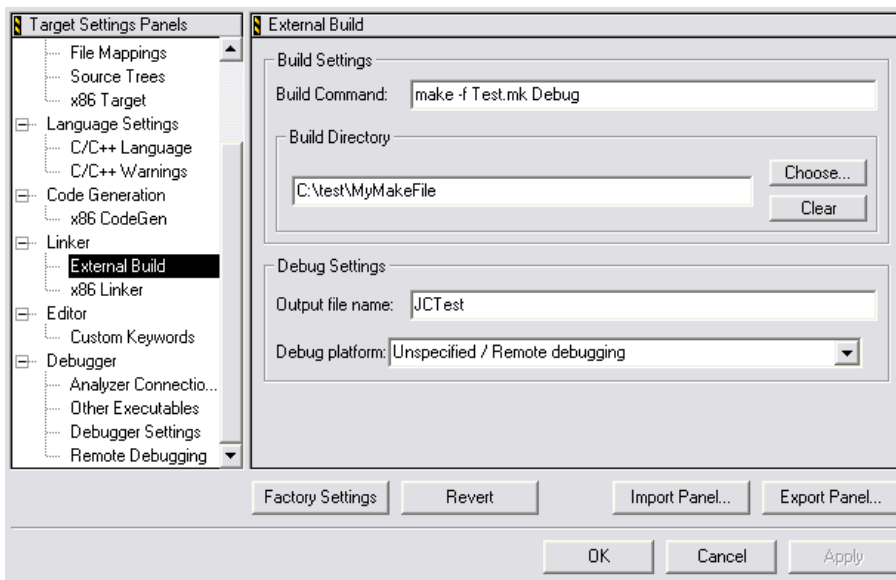 Target Settings Panels
File Mappings
Source Trees
x86 Target
Language Settings
C/C++ Language
C/C++ Warnings
Code Generation
x86 CodeGen
Linker
External Build
x86 Linker
Editor
Custom Keywords
Debugger
Analyzer Connectio...
Other Executables
Debugger Settings
Remote Debugging
External Build
Build Settings
Build Command: make -f Test.mk Debug
Build Directory
C:\test\MyMakeFile
Choose...
Clear
Debug Settings
Output file name: JCTest
Debug platform: Unspecified / Remote debugging
Factory Settings Revert Import Panel... Export Panel...
OK Cancel Apply